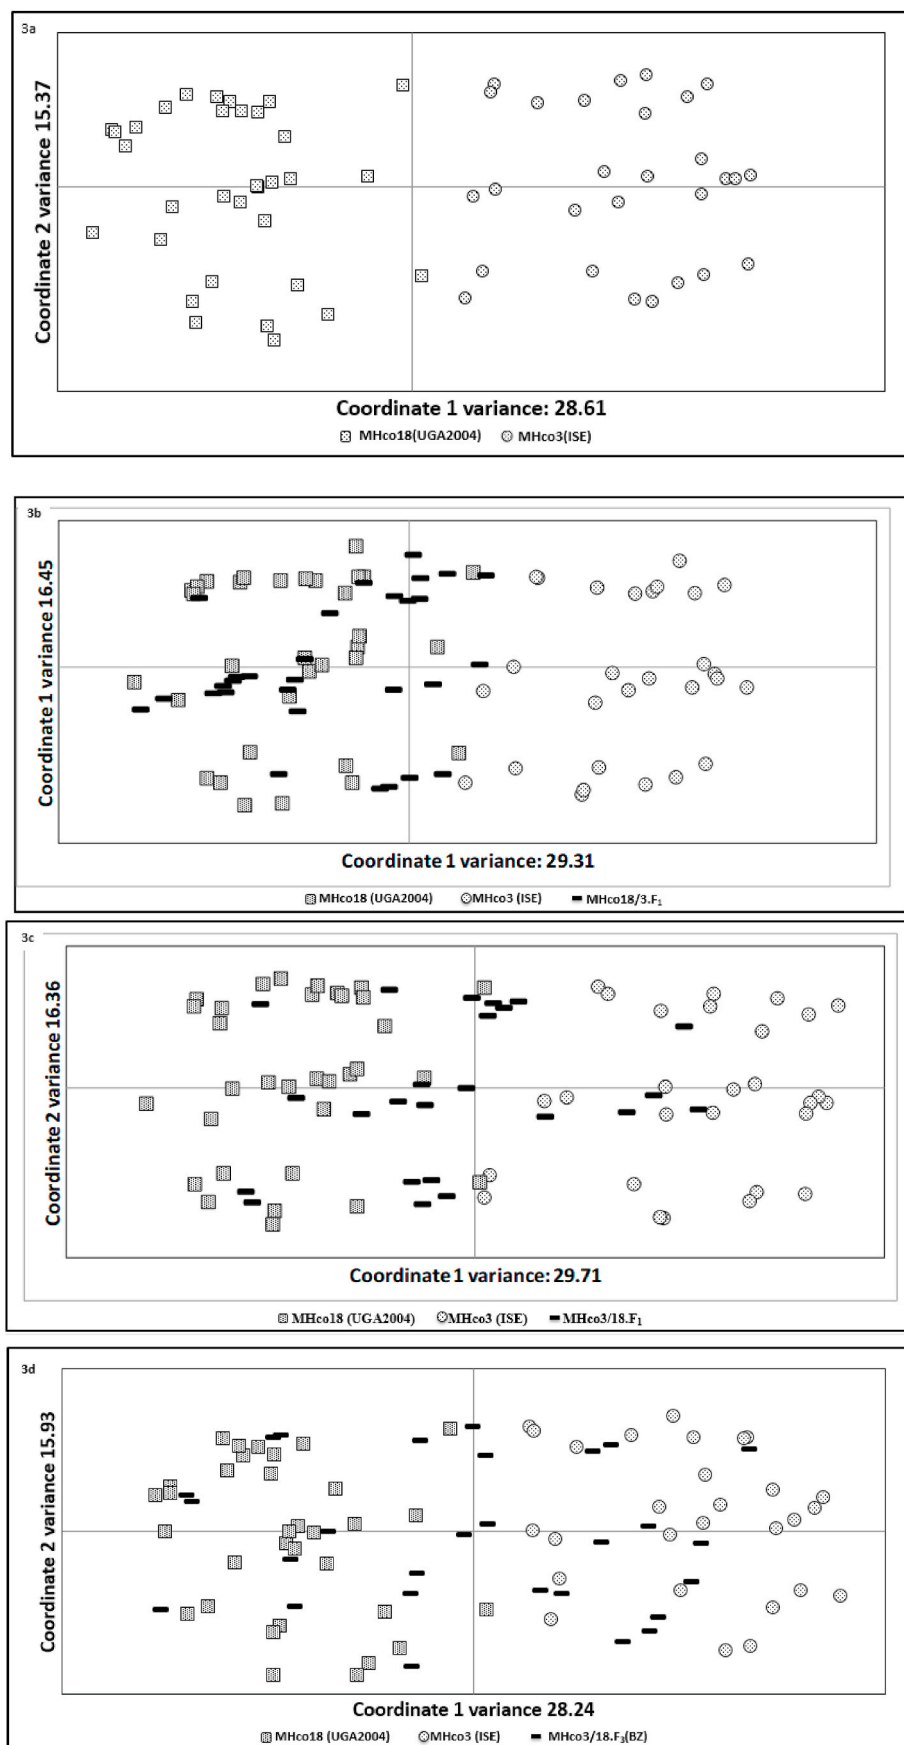 3a
Coordinate 2 variance 15.37
Coordinate 1 variance: 28.61
MHco18(UGA2004) MHco3(ISE)
3b
Coordinate 1 variance 16.45
Coordinate 1 variance: 29.31
MHco18 (UGA2004) MHco3 (ISE) MHco18/3.F₁
3c
Coordinate 2 variance 16.36
Coordinate 1 variance: 29.71
MHco18 (UGA2004) MHco3 (ISE) MHco3/18.F₁
3d
Coordinate 2 variance 15.93
Coordinate 1 variance 28.24
MHco18 (UGA2004) MHco3 (ISE) MHco3/18.F₃(BZ)